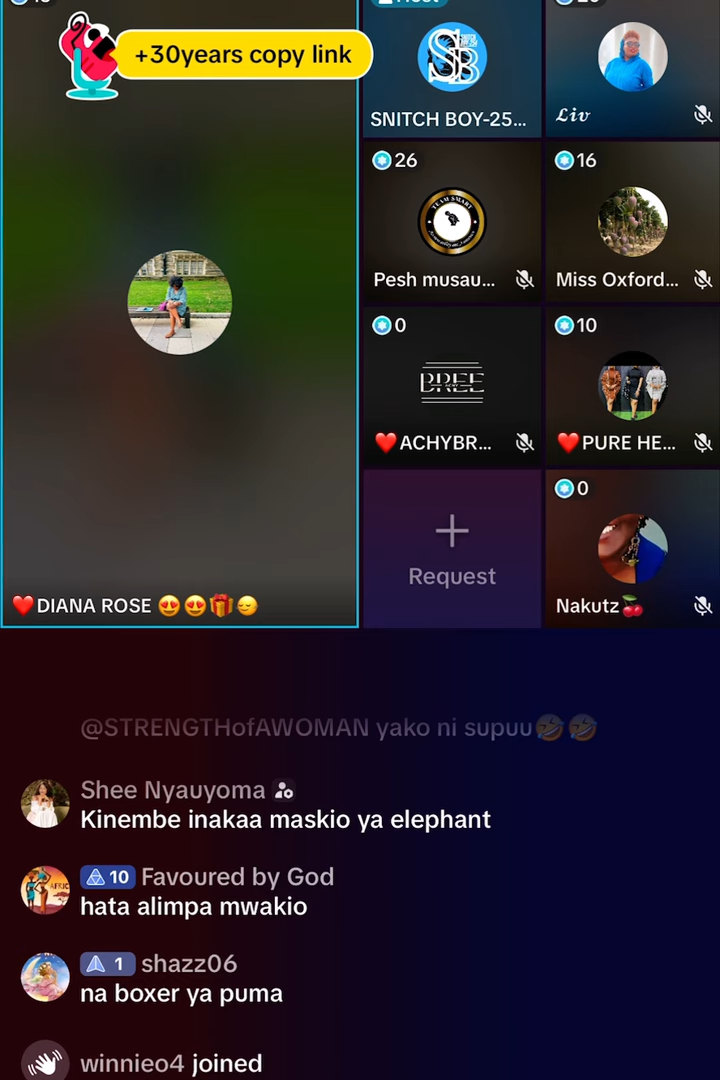 +30years copy link
SNITCH BOY-25...
Liv
26
16
Pesh musau...
Miss Oxford...
0
10
BREE
❤️ACHYBR...
❤️PURE HE...
0
Request
❤️DIANA ROSE 😍😍🎁😌
Nakutz🍒
@STRENGTHofAWOMAN yako ni supuu🤣🤣
Shee Nyauyoma
Kinembe inakaa maskio ya elephant
10 Favoured by God
hata alimpa mwakio
1 shazz06
na boxer ya puma
winnieo4 joined